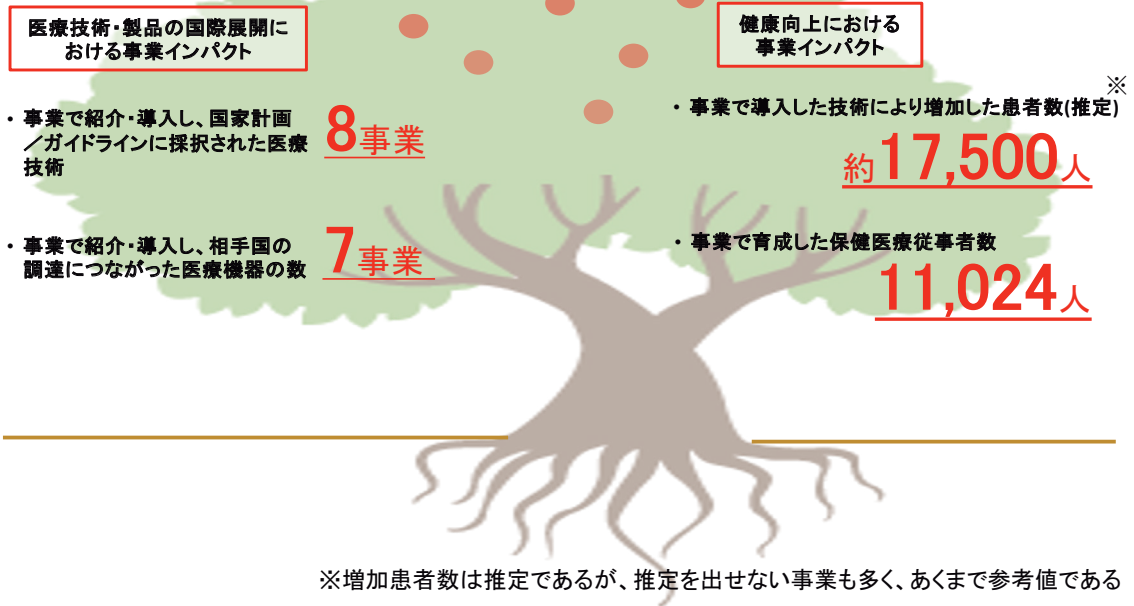 医療技術・製品の国際展開に
おける事業インパクト
・ 事業で紹介・導入し、国家計画
／ガイドラインに採択された医療
技術
8事業
・ 事業で紹介・導入し、相手国の
調達につながった医療機器の数
7事業
健康向上における
事業インパクト
※
・ 事業で導入した技術により増加した患者数(推定)
約17,500人
・ 事業で育成した保健医療従事者数
11,024人
※増加患者数は推定であるが、推定を出せない事業も多く、あくまで参考値である